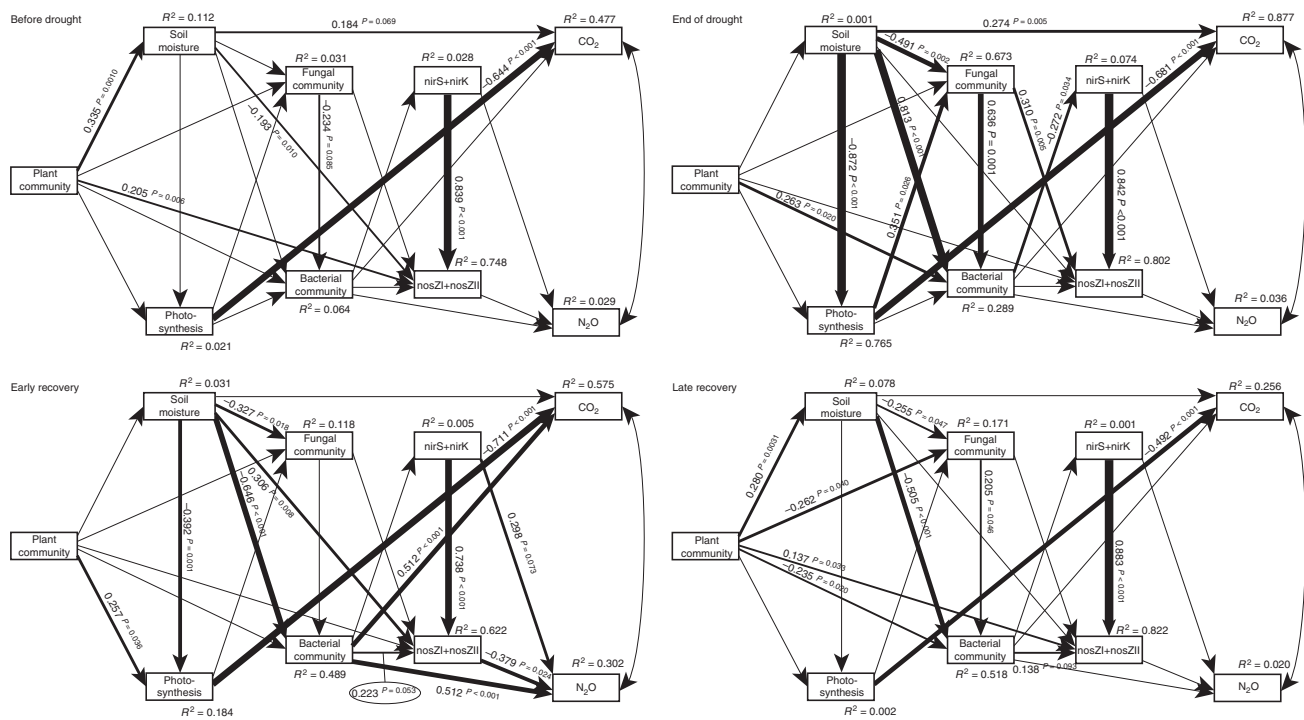 Before drought
R² = 0.112
Soil
moisture
0.184 P = 0.069
R² = 0.477
CO₂
0.335 P = 0.0010
R² = 0.031
Fungal
community
R² = 0.028
nirS+nirK
−0.644 P < 0.001
−0.193 P = 0.010
−0.234 P = 0.085
Plant
community
0.205 P = 0.006
0.839 P < 0.001
R² = 0.748
Bacterial
community
nosZI+nosZII
R² = 0.064
Photo-
synthesis
R² = 0.021
R² = 0.029
N₂O
End of drought
R² = 0.001
Soil
moisture
0.274 P = 0.005
R² = 0.877
CO₂
−0.491 P = 0.002
R² = 0.673
Fungal
community
R² = 0.074
nirS+nirK
−0.681 P < 0.001
−0.272 P = 0.034
0.813 P < 0.001
0.636 P = 0.001
0.310 P = 0.006
Plant
community
−0.872 P < 0.001
0.263 P = 0.020
0.351 P = 0.026
0.842 P <0.001
R² = 0.802
Bacterial
community
nosZI+nosZII
R² = 0.289
Photo-
synthesis
R² = 0.765
R² = 0.036
N₂O
Early recovery
R² = 0.031
Soil
moisture
R² = 0.575
CO₂
−0.327 P = 0.018
R² = 0.118
Fungal
community
R² = 0.005
nirS+nirK
−0.711 P < 0.001
−0.646 P < 0.001
0.306 P = 0.008
Plant
community
−0.392 P = 0.001
0.512 P < 0.001
0.738 P < 0.001
0.298 P = 0.073
0.257 P = 0.036
R² = 0.622
Bacterial
community
nosZI+nosZII
−0.379 P = 0.024
R² = 0.489
Photo-
synthesis
R² = 0.184
0.223 P = 0.053
0.512 P < 0.001
R² = 0.302
N₂O
Late recovery
R² = 0.078
Soil
moisture
R² = 0.256
CO₂
0.280 P = 0.0031
−0.255 P = 0.047
R² = 0.171
Fungal
community
R² = 0.001
nirS+nirK
−0.492 P < 0.001
−0.262 P = 0.040
−0.505 P < 0.001
0.205 P = 0.046
Plant
community
0.137 P = 0.033
−0.235 P = 0.020
0.883 P < 0.001
R² = 0.822
Bacterial
community
nosZI+nosZII
R² = 0.518
0.138 P = 0.093
Photo-
synthesis
R² = 0.002
R² = 0.020
N₂O